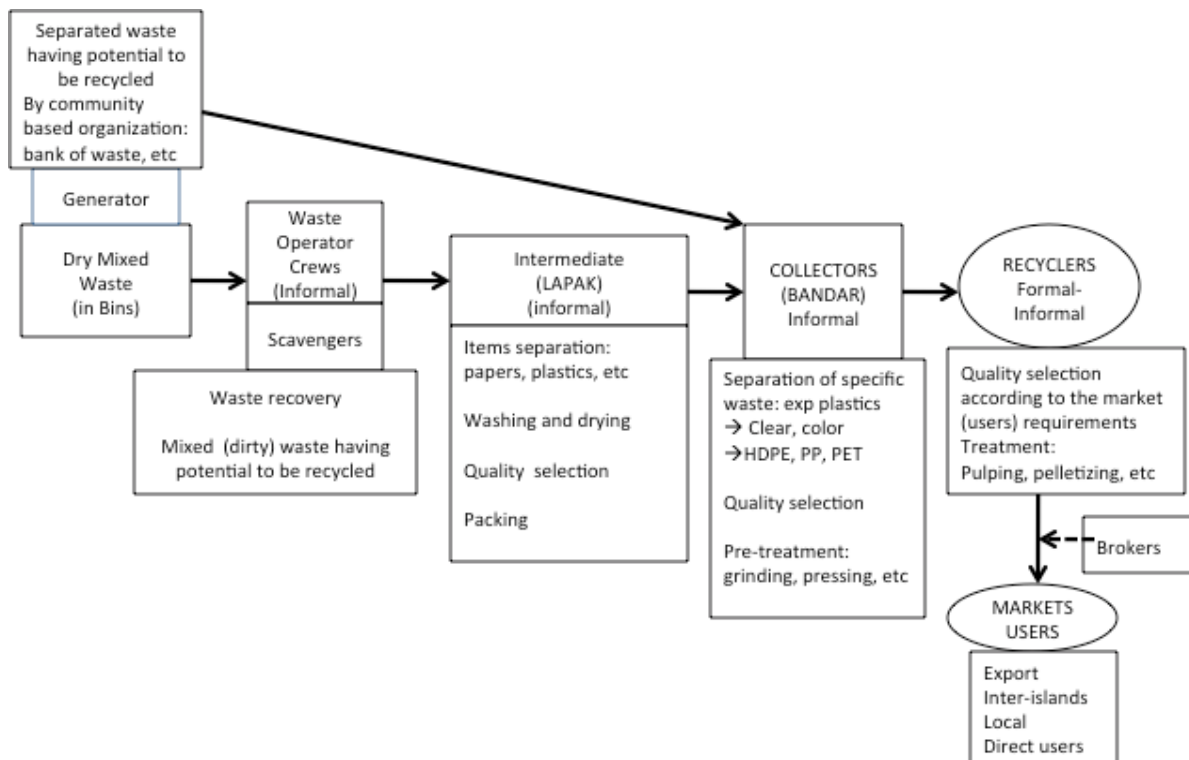 Separated waste
having potential to
be recycled
By community
based organization:
bank of waste, etc
Generator
Dry Mixed
Waste
(in Bins)
Waste
Operator
Crews
(Informal)
Scavengers
Waste recovery
Mixed (dirty) waste having
potential to be recycled
Intermediate
(LAPAK)
(informal)
Items separation:
papers, plastics, etc
Washing and drying
Quality selection
Packing
COLLECTORS
(BANDAR)
Informal
Separation of specific
waste: exp plastics
→ Clear, color
→HDPE, PP, PET
Quality selection
Pre-treatment:
grinding, pressing, etc
RECYCLERS
Formal-
Informal
Quality selection
according to the market
(users) requirements
Treatment:
Pulping, pelletizing, etc
Brokers
MARKETS
USERS
Export
Inter-islands
Local
Direct users